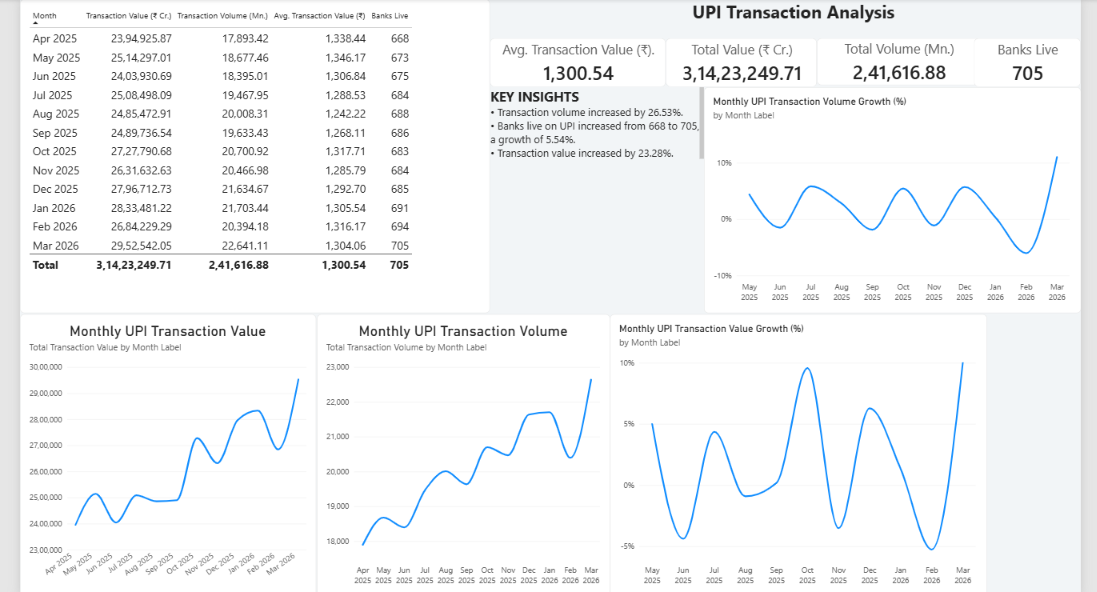 Month Transaction Value (₹ Cr.) Transaction Volume (Mn.) Avg. Transaction Value (₹) Banks Live
Apr 2025 23,94,925.87 17,893.42 1,338.44 668
May 2025 25,14,297.01 18,677.46 1,346.17 673
Jun 2025 24,03,930.69 18,395.01 1,306.84 675
Jul 2025 25,08,498.09 19,467.95 1,288.53 684
Aug 2025 24,85,472.91 20,008.31 1,242.22 688
Sep 2025 24,89,736.54 19,633.43 1,268.11 686
Oct 2025 27,27,790.68 20,700.92 1,317.71 683
Nov 2025 26,31,632.63 20,466.98 1,285.79 684
Dec 2025 27,96,712.73 21,634.67 1,292.70 685
Jan 2026 28,33,481.22 21,703.44 1,305.54 691
Feb 2026 26,84,229.29 20,394.18 1,316.17 694
Mar 2026 29,52,542.05 22,641.11 1,304.06 705
Total 3,14,23,249.71 2,41,616.88 1,300.54 705
UPI Transaction Analysis
Avg. Transaction Value (₹).
1,300.54
Total Value (₹ Cr.)
3,14,23,249.71
Total Volume (Mn.)
2,41,616.88
Banks Live
705
KEY INSIGHTS
• Transaction volume increased by 26.53%.
• Banks live on UPI increased from 668 to 705,
a growth of 5.54%.
• Transaction value increased by 23.28%.
Monthly UPI Transaction Volume Growth (%)
by Month Label
10%
0%
-10%
May Jun Jul Aug Sep Oct Nov Dec Jan Feb Mar
2025 2025 2025 2025 2025 2025 2025 2025 2026 2026 2026
Monthly UPI Transaction Value
Total Transaction Value by Month Label
30,00,000
29,00,000
28,00,000
27,00,000
26,00,000
25,00,000
24,00,000
23,00,000
Apr 2025 May 2025 Jun 2025 Jul 2025 Aug 2025 Sep 2025 Oct 2025 Nov 2025 Dec 2025 Jan 2026 Feb 2026 Mar 2026
Monthly UPI Transaction Volume
Total Transaction Volume by Month Label
23,000
22,000
21,000
20,000
19,000
18,000
Apr May Jun Jul Aug Sep Oct Nov Dec Jan Feb Mar
2025 2025 2025 2025 2025 2025 2025 2025 2025 2026 2026 2026
Monthly UPI Transaction Value Growth (%)
by Month Label
10%
5%
0%
-5%
May Jun Jul Aug Sep Oct Nov Dec Jan Feb Mar
2025 2025 2025 2025 2025 2025 2025 2025 2026 2026 2026